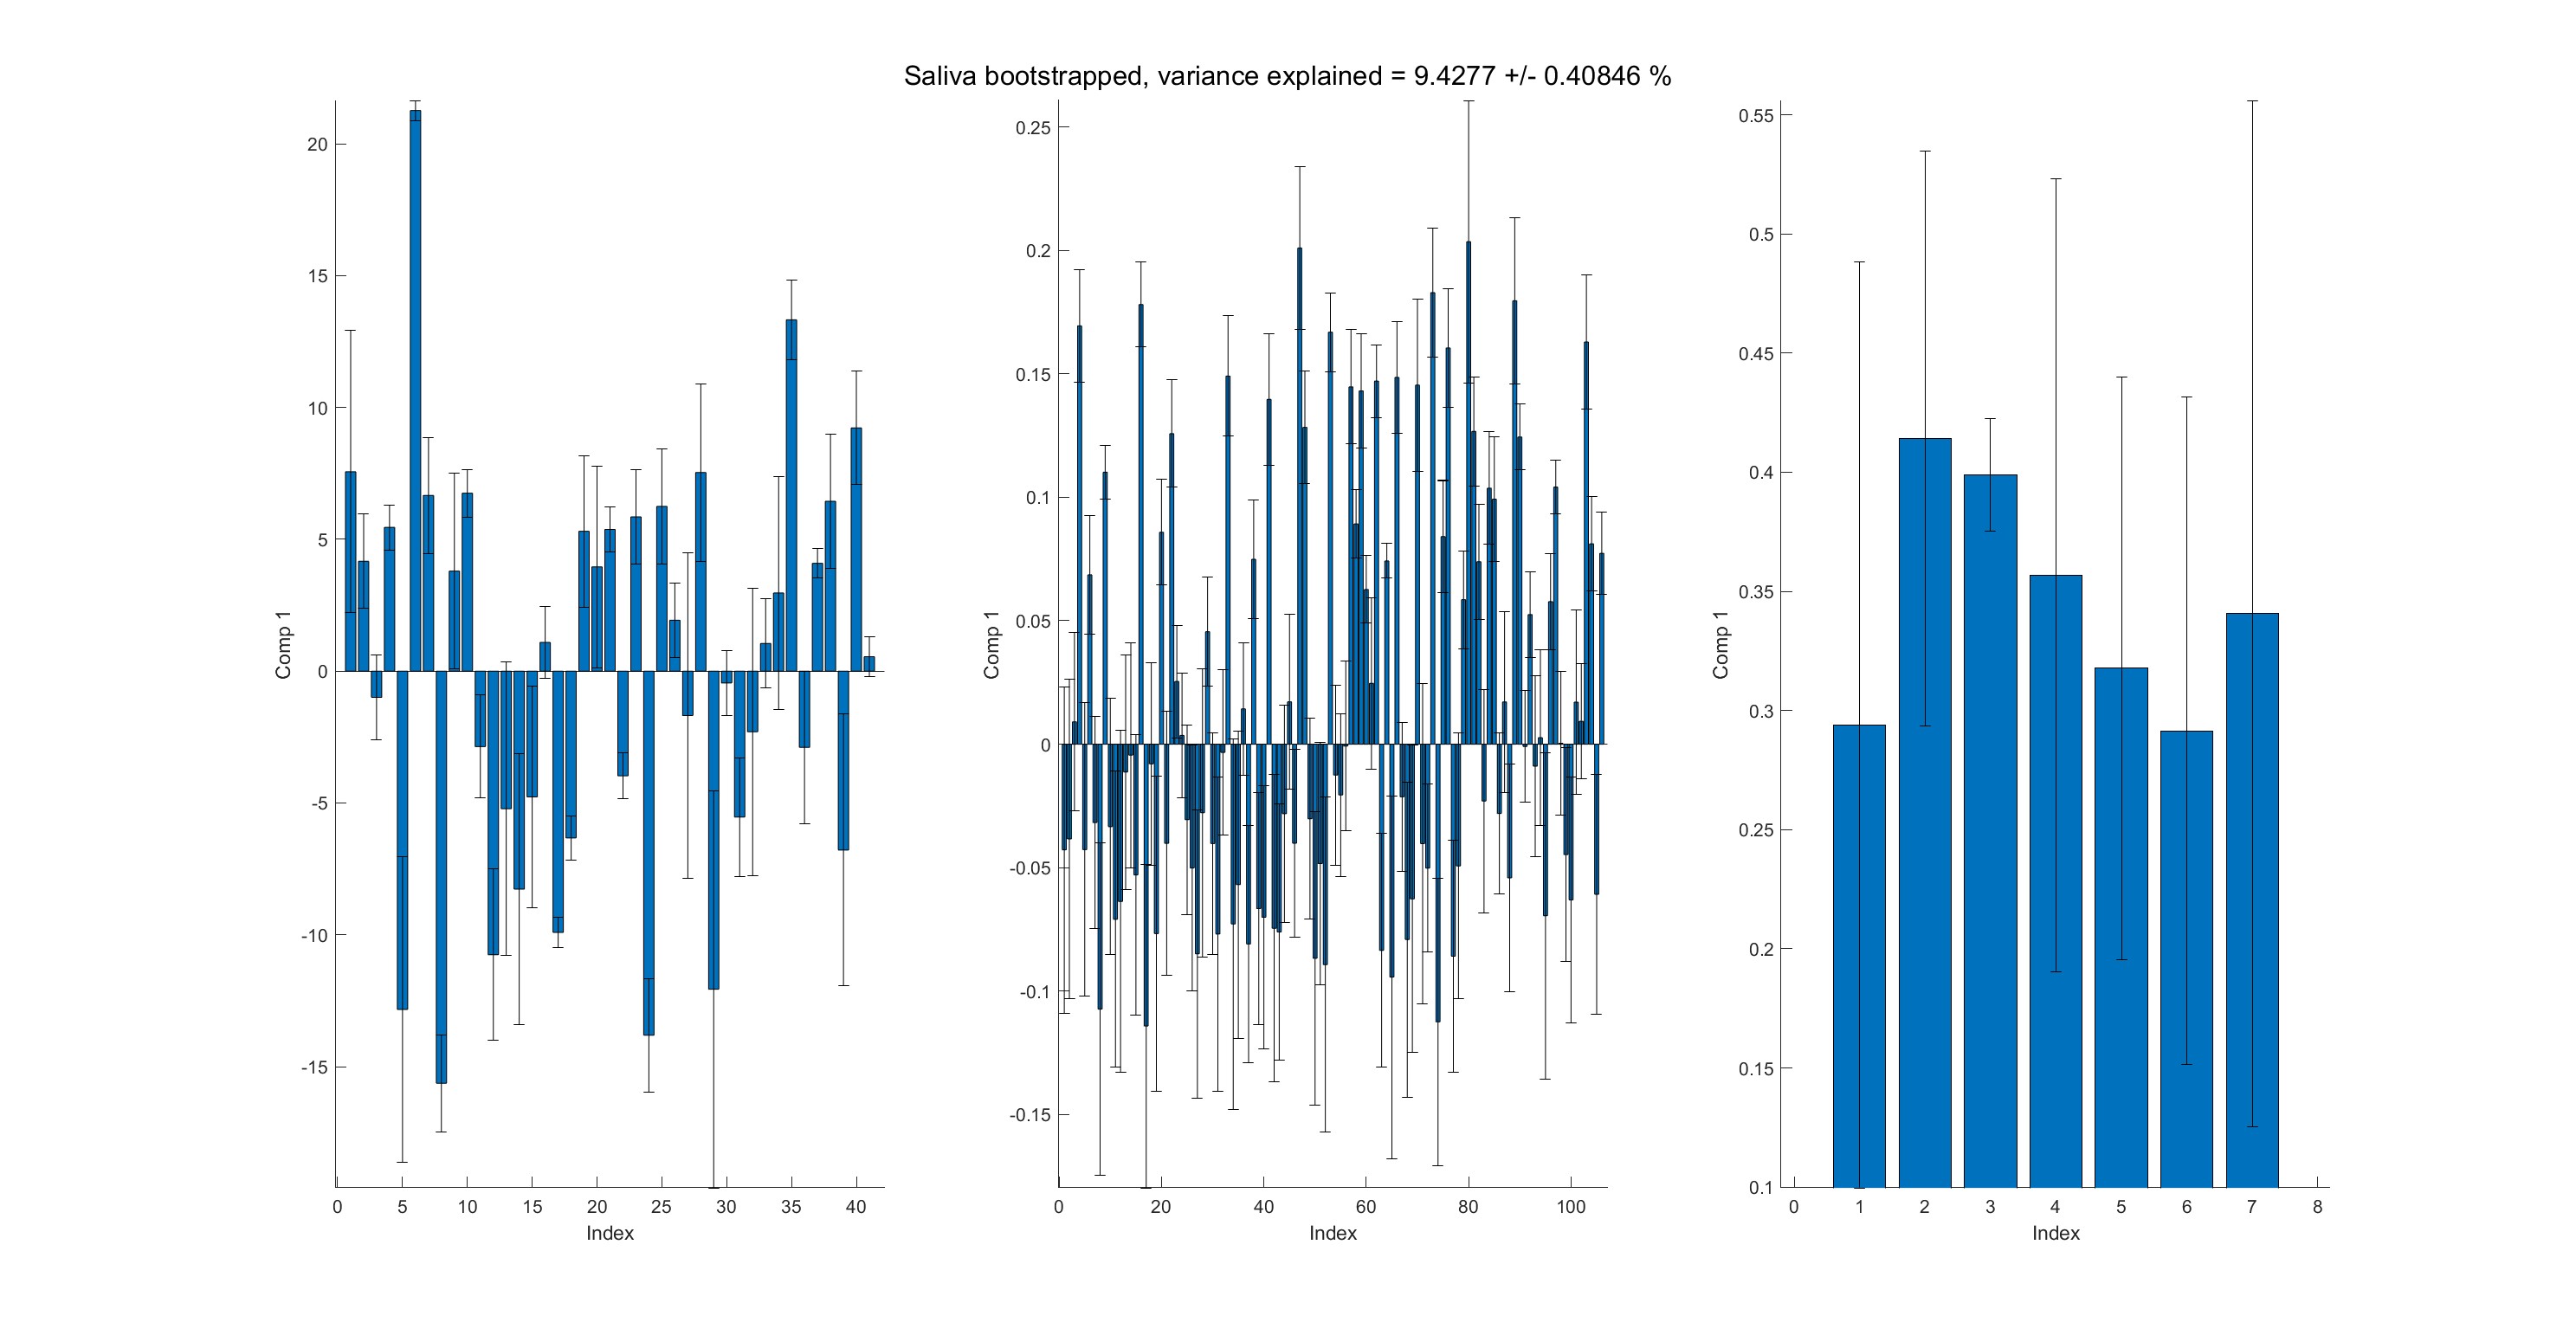 Saliva bootstrapped, variance explained = 9.4277 +/- 0.40846 %
20
15
10
5
0
-5
-10
-15
Comp 1
0 5 10 15 20 25 30 35 40
Index
0.25
0.2
0.15
0.1
0.05
0
-0.05
-0.1
-0.15
Comp 1
0 20 40 60 80 100
Index
0.55
0.5
0.45
0.4
0.35
0.3
0.25
0.2
0.15
0.1
Comp 1
0 1 2 3 4 5 6 7 8
Index